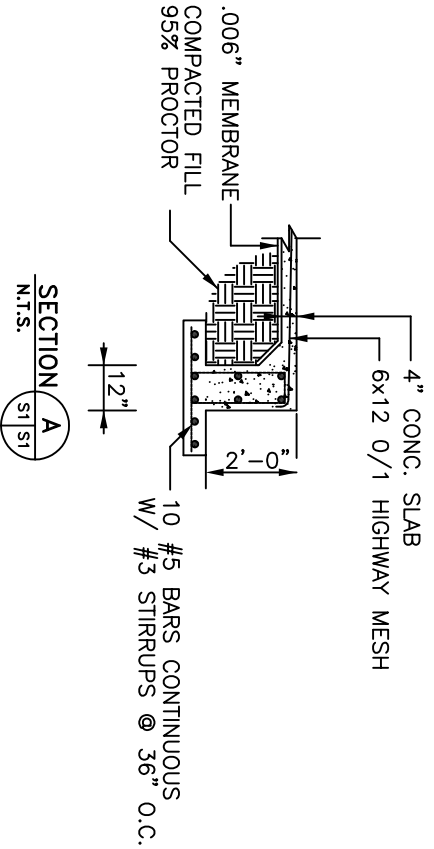 4" CONC. SLAB
6x12 0/1 HIGHWAY MESH
.006" MEMBRANE
COMPACTED FILL
95% PROCTOR
2'-0"
12"
10 #5 BARS CONTINUOUS
W/ #3 STIRRUPS @ 36" O.C.
SECTION
N.T.S.
A
S1 S1